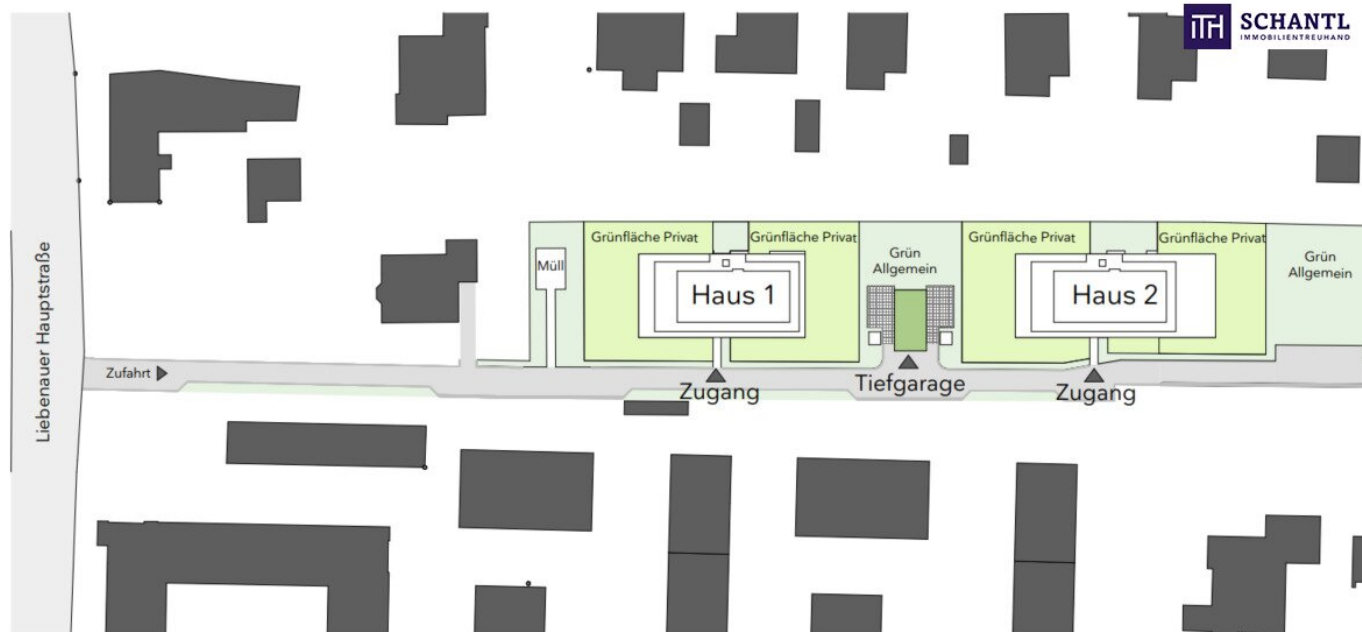 ITH SCHANTL
IMMOBILIENTREUHAND
Grünfläche Privat
Grünfläche Privat
Grünfläche Privat
Grünfläche Privat
Müll
Grün
Allgemein
Grün
Allgemein
Haus 1
Haus 2
Liebenauer Hauptstraße
Zufahrt
Zugang
Tiefgarage
Zugang